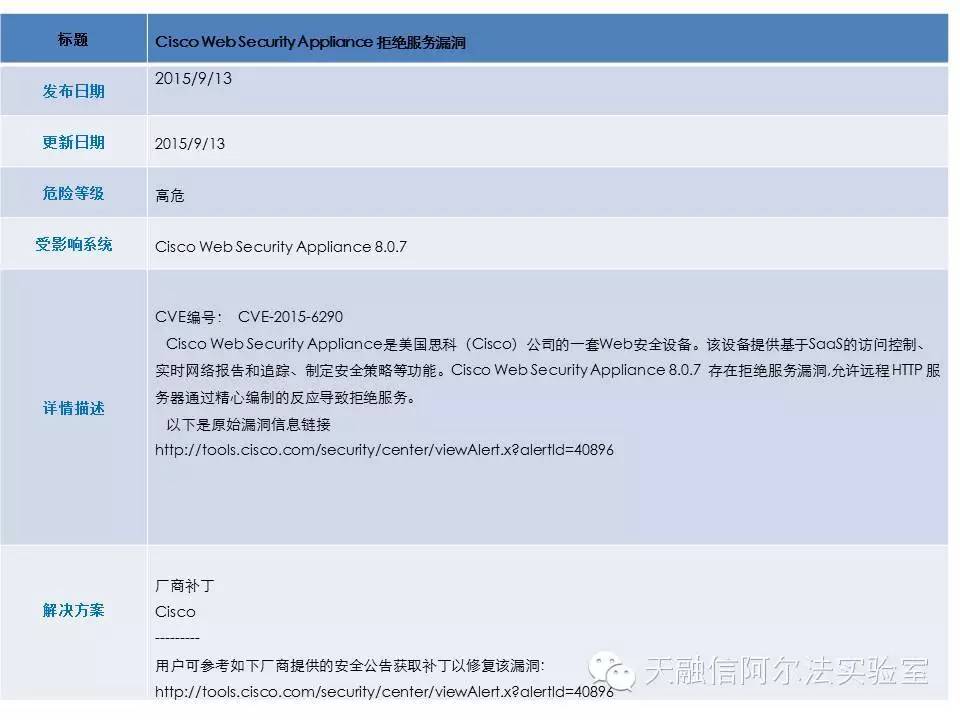 标题
Cisco Web Security Appliance 拒绝服务漏洞
发布日期
2015/9/13
更新日期
2015/9/13
危险等级
高危
受影响系统
Cisco Web Security Appliance 8.0.7
详情描述
CVE编号： CVE-2015-6290
Cisco Web Security Appliance是美国思科（Cisco）公司的一套Web安全设备。该设备提供基于SaaS的访问控制、
实时网络报告和追踪、制定安全策略等功能。Cisco Web Security Appliance 8.0.7 存在拒绝服务漏洞,允许远程 HTTP 服
务器通过精心编制的反应导致拒绝服务。
以下是原始漏洞信息链接
http://tools.cisco.com/security/center/viewAlert.x?alertId=40896
解决方案
厂商补丁
Cisco
---------
用户可参考如下厂商提供的安全公告获取补丁以修复该漏洞:
http://tools.cisco.com/security/center/viewAlert.x?alertId=40896
天融信阿尔法实验室